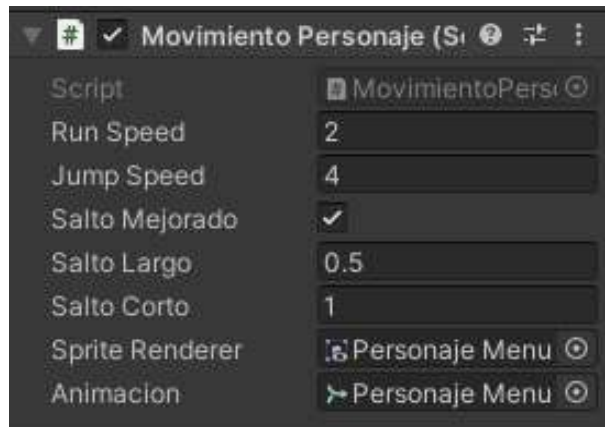 # Movimiento Personaje (S
Script # MovimientoPers
Run Speed 2
Jump Speed 4
Salto Mejorado
Salto Largo 0.5
Salto Corto 1
Sprite Renderer Personaje Menu
Animacion Personaje Menu